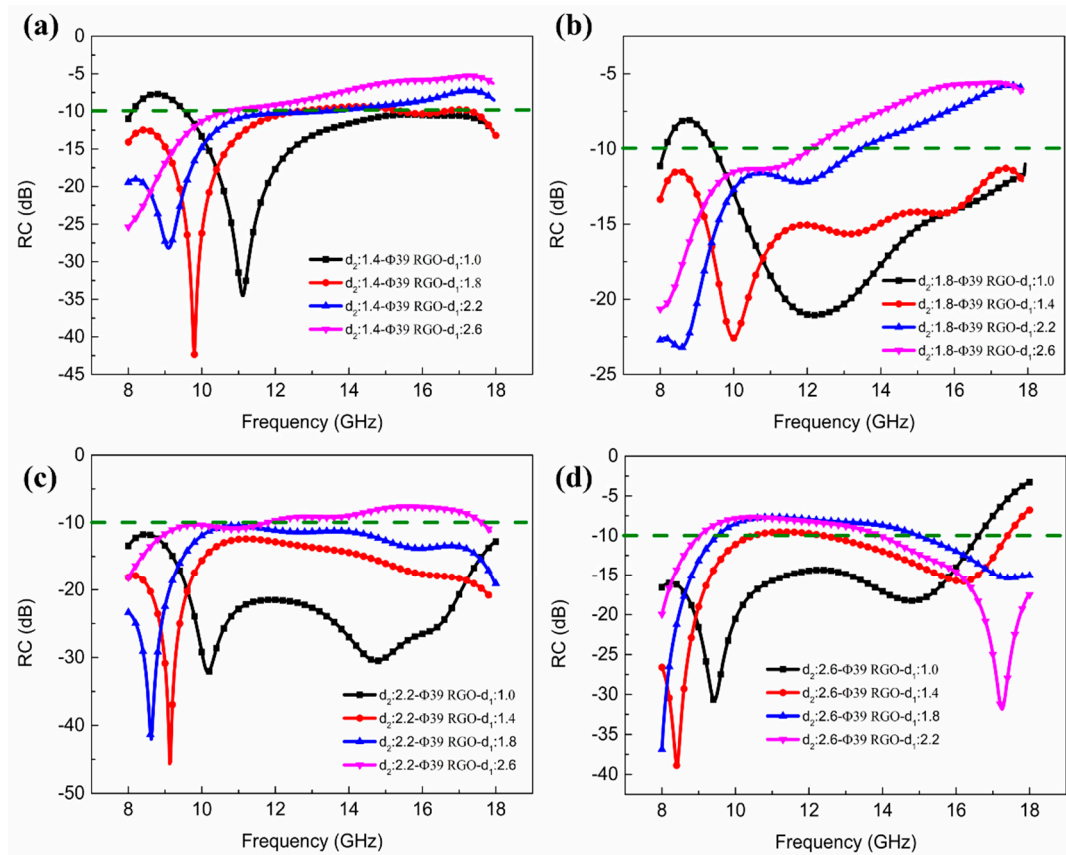 (a)
0
-5
-10
-15
-20
-25
-30
-35
-40
-45
RC (dB)
8 10 12 14 16 18
Frequency (GHz)
d₂:1.4-Φ39 RGO-d₁:1.0
d₂:1.4-Φ39 RGO-d₁:1.8
d₂:1.4-Φ39 RGO-d₁:2.2
d₂:1.4-Φ39 RGO-d₁:2.6
(b)
-5
-10
-15
-20
-25
RC (dB)
8 10 12 14 16 18
Frequency (GHz)
d₂:1.8-Φ39 RGO-d₁:1.0
d₂:1.8-Φ39 RGO-d₁:1.4
d₂:1.8-Φ39 RGO-d₁:2.2
d₂:1.8-Φ39 RGO-d₁:2.6
(c)
0
-10
-20
-30
-40
-50
RC (dB)
8 10 12 14 16 18
Frequency (GHz)
d₂:2.2-Φ39 RGO-d₁:1.0
d₂:2.2-Φ39 RGO-d₁:1.4
d₂:2.2-Φ39 RGO-d₁:1.8
d₂:2.2-Φ39 RGO-d₁:2.6
(d)
0
-5
-10
-15
-20
-25
-30
-35
-40
RC (dB)
8 10 12 14 16 18
Frequency (GHz)
d₂:2.6-Φ39 RGO-d₁:1.0
d₂:2.6-Φ39 RGO-d₁:1.4
d₂:2.6-Φ39 RGO-d₁:1.8
d₂:2.6-Φ39 RGO-d₁:2.2